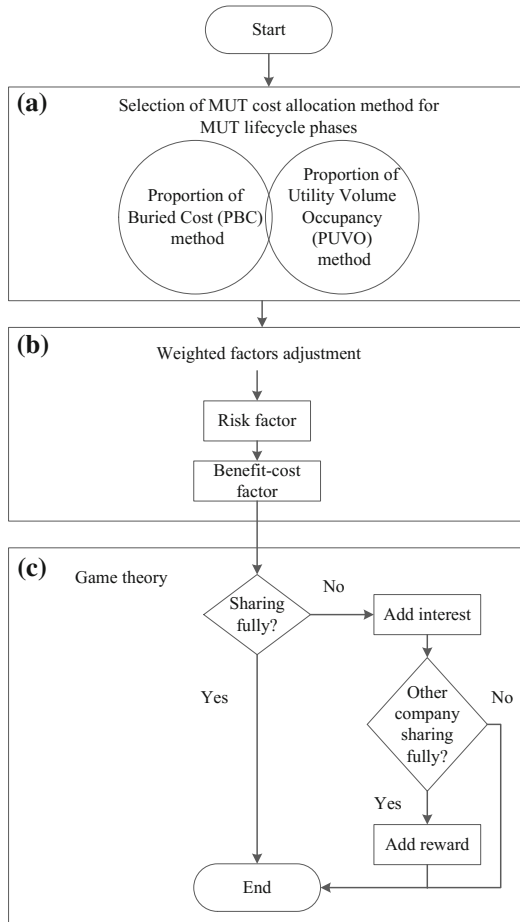 Start
(a)
Selection of MUT cost allocation method for
MUT lifecycle phases
Proportion of
Buried Cost (PBC)
method
Proportion of
Utility Volume
Occupancy
(PUVO)
method
(b)
Weighted factors adjustment
Risk factor
Benefit-cost
factor
(c)
Game theory
Sharing
fully?
No
Add interest
Yes
Other
company
sharing
fully?
No
Yes
Add reward
End